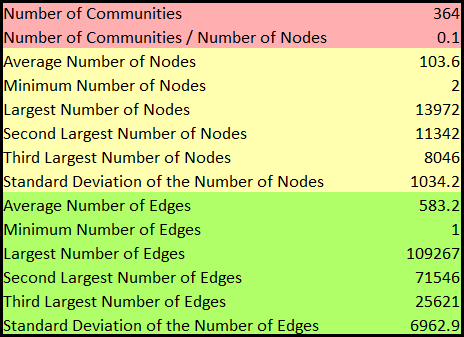 Number of Communities 364
Number of Communities / Number of Nodes 0.1
Average Number of Nodes 103.6
Minimum Number of Nodes 2
Largest Number of Nodes 13972
Second Largest Number of Nodes 11342
Third Largest Number of Nodes 8046
Standard Deviation of the Number of Nodes 1034.2
Average Number of Edges 583.2
Minimum Number of Edges 1
Largest Number of Edges 109267
Second Largest Number of Edges 71546
Third Largest Number of Edges 25621
Standard Deviation of the Number of Edges 6962.9